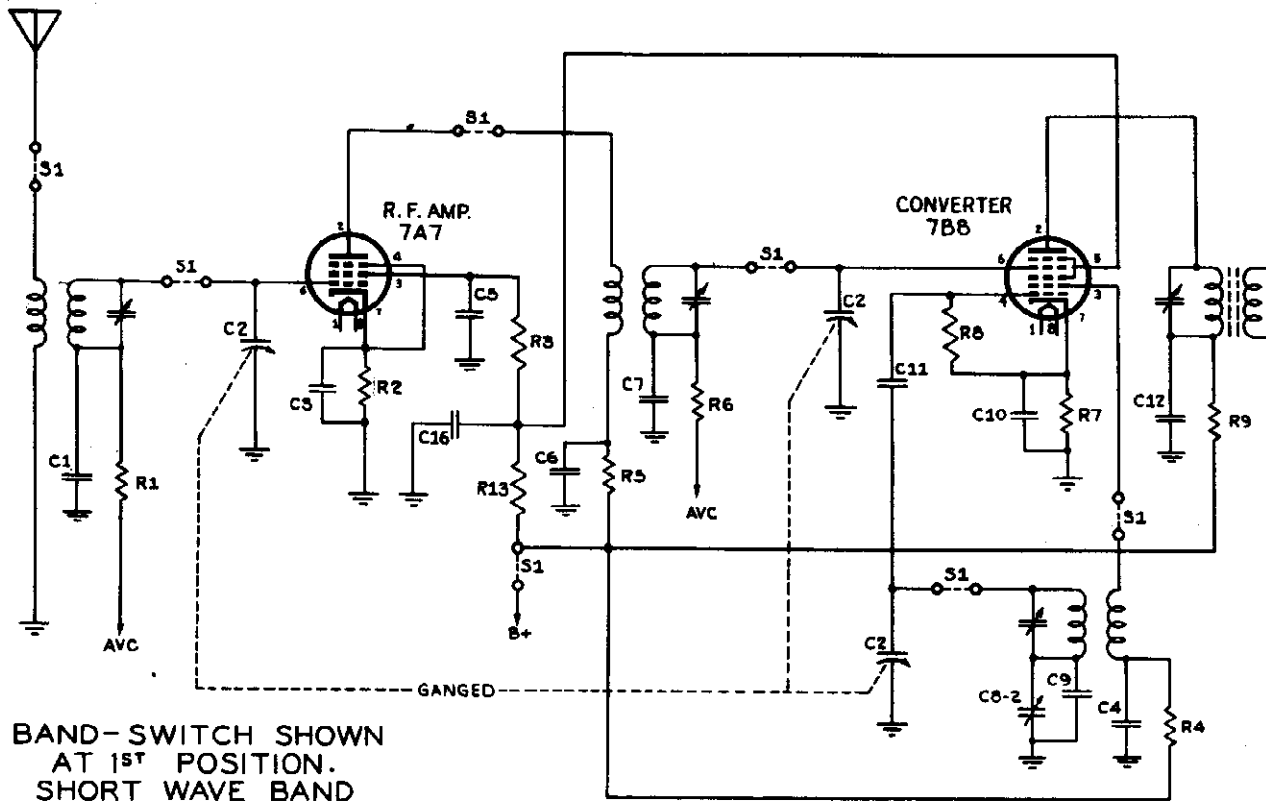 S1
S1
R.F. AMP.
7A7
2
4
3
6
7
1
8
S1
C2
C5
R3
C3
R2
C1
R1
C16
R13
C6
R5
S1
B+
AVC
S1
C2
C7
R6
AVC
CONVERTER
7B8
2
6
5
4
3
1
8
7
R8
C11
C10
R7
C12
R9
S1
S1
C2
C8-2
C9
C4
R4
GANGED
BAND-SWITCH SHOWN
AT 1ST POSITION.
SHORT WAVE BAND